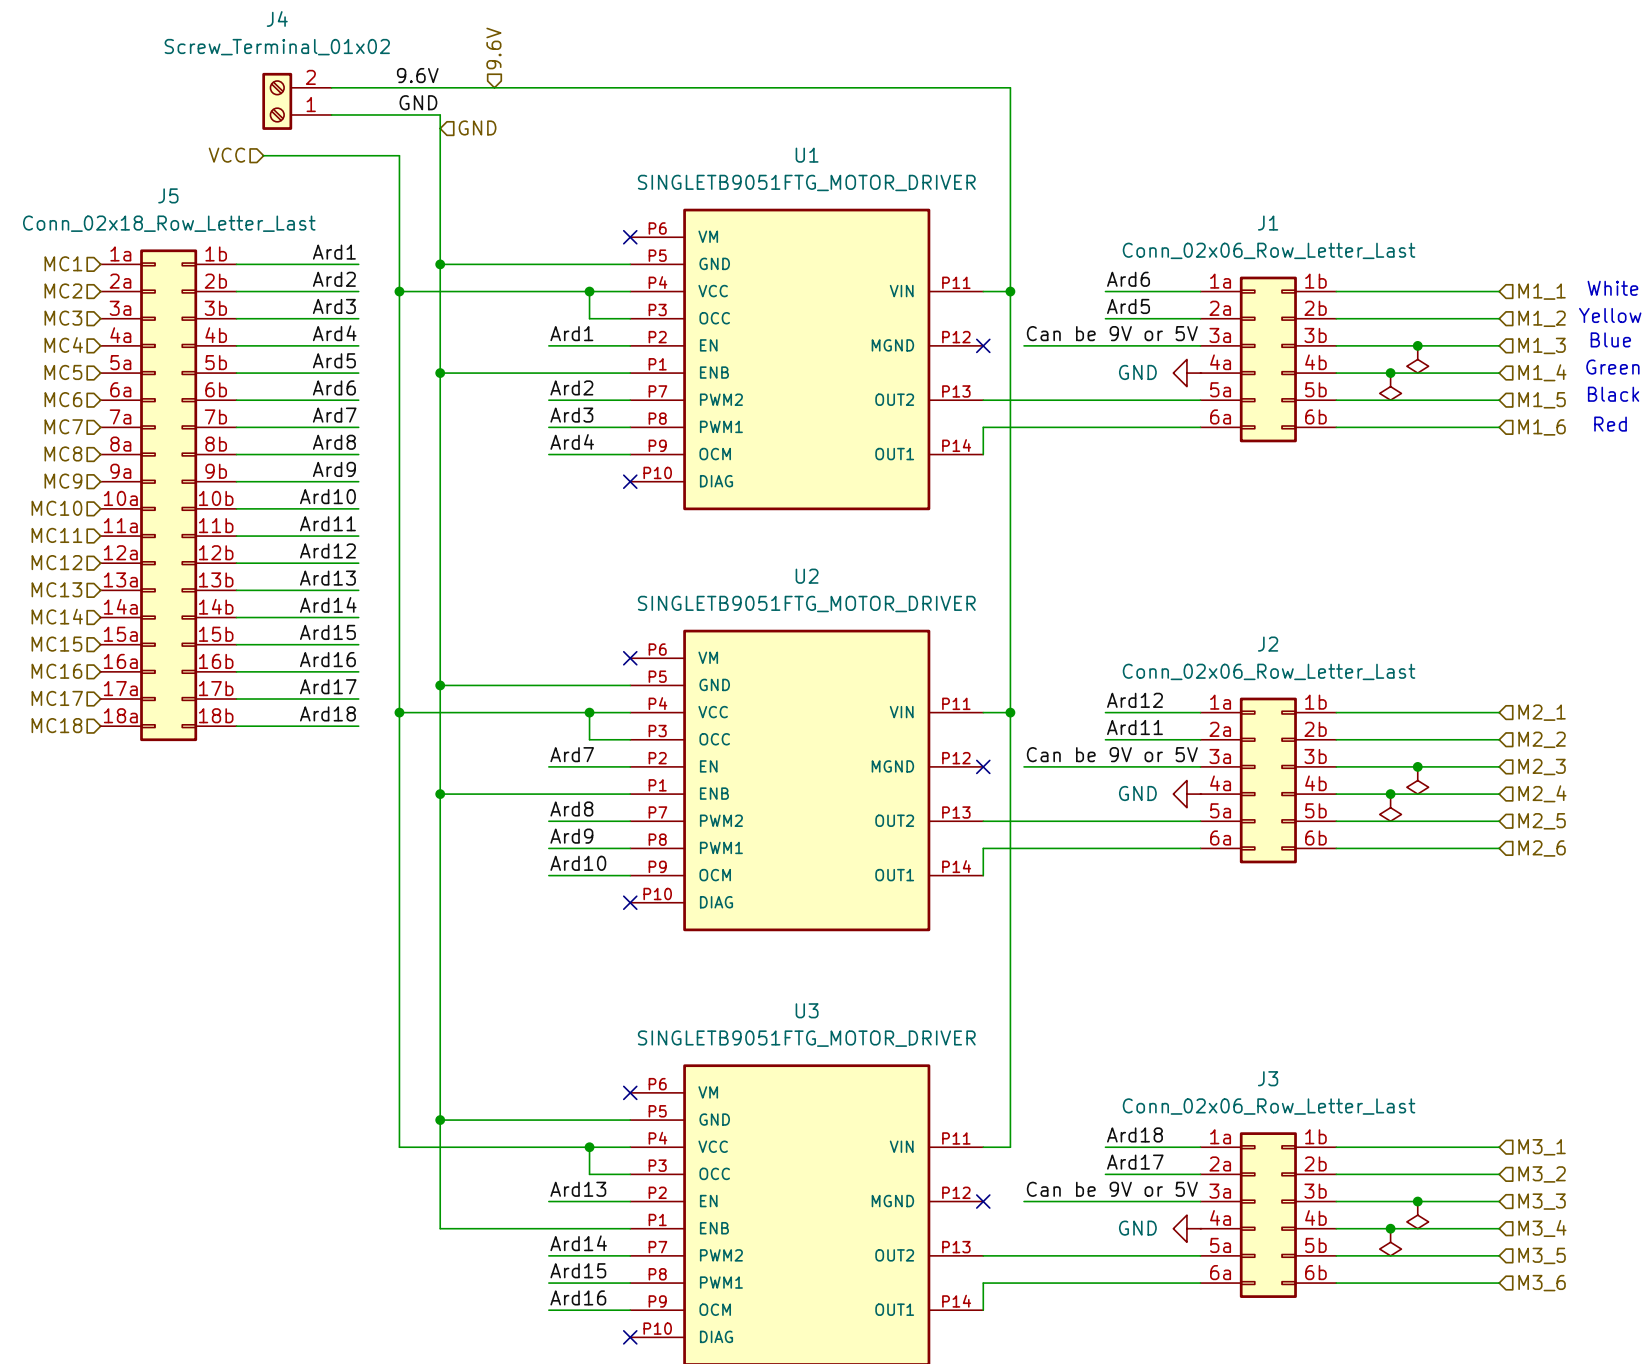 J4
Screw_Terminal_01x02
2
1
9.6V
GND
9.6V
GND
VCC
J5
Conn_02x18_Row_Letter_Last
MC1 1a 1b Ard1
MC2 2a 2b Ard2
MC3 3a 3b Ard3
MC4 4a 4b Ard4
MC5 5a 5b Ard5
MC6 6a 6b Ard6
MC7 7a 7b Ard7
MC8 8a 8b Ard8
MC9 9a 9b Ard9
MC10 10a 10b Ard10
MC11 11a 11b Ard11
MC12 12a 12b Ard12
MC13 13a 13b Ard13
MC14 14a 14b Ard14
MC15 15a 15b Ard15
MC16 16a 16b Ard16
MC17 17a 17b Ard17
MC18 18a 18b Ard18
U1
SINGLETB9051FTG_MOTOR_DRIVER
P6 VM
P5 GND
P4 VCC VIN P11
P3 OCC
Ard1 P2 EN MGND P12
P1 ENB
Ard2 P7 PWM2 OUT2 P13
Ard3 P8 PWM1
Ard4 P9 OCM OUT1 P14
P10 DIAG
J1
Conn_02x06_Row_Letter_Last
Ard6 1a 1b M1_1 White
Ard5 2a 2b M1_2 Yellow
Can be 9V or 5V 3a 3b M1_3 Blue
GND 4a 4b M1_4 Green
5a 5b M1_5 Black
6a 6b M1_6 Red
U2
SINGLETB9051FTG_MOTOR_DRIVER
P6 VM
P5 GND
P4 VCC VIN P11
P3 OCC
Ard7 P2 EN MGND P12
P1 ENB
Ard8 P7 PWM2 OUT2 P13
Ard9 P8 PWM1
Ard10 P9 OCM OUT1 P14
P10 DIAG
J2
Conn_02x06_Row_Letter_Last
Ard12 1a 1b M2_1
Ard11 2a 2b M2_2
Can be 9V or 5V 3a 3b M2_3
GND 4a 4b M2_4
5a 5b M2_5
6a 6b M2_6
U3
SINGLETB9051FTG_MOTOR_DRIVER
P6 VM
P5 GND
P4 VCC VIN P11
P3 OCC
Ard13 P2 EN MGND P12
P1 ENB
Ard14 P7 PWM2 OUT2 P13
Ard15 P8 PWM1
Ard16 P9 OCM OUT1 P14
P10 DIAG
J3
Conn_02x06_Row_Letter_Last
Ard18 1a 1b M3_1
Ard17 2a 2b M3_2
Can be 9V or 5V 3a 3b M3_3
GND 4a 4b M3_4
5a 5b M3_5
6a 6b M3_6